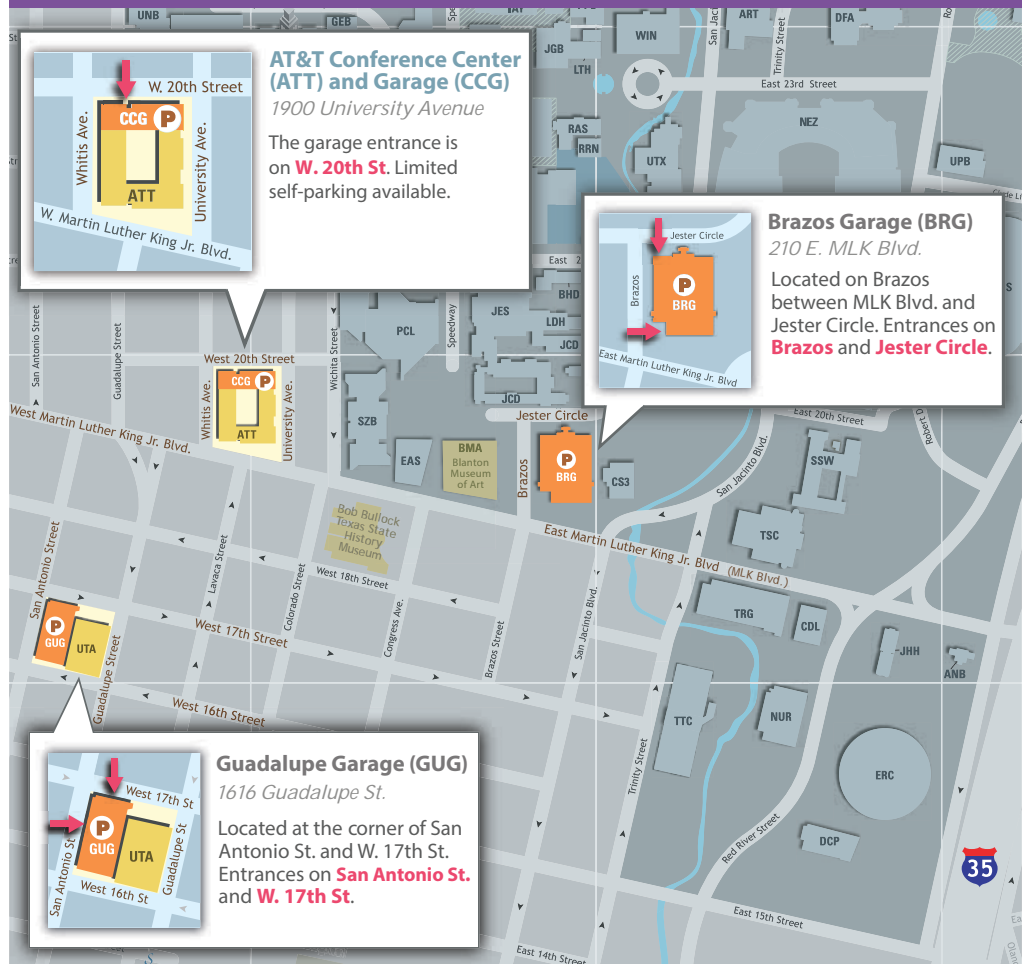 UNB
GEB
JGB
LTH
WIN
San Jac
ART
Trinity Street
DFA
East 23rd Street
NEZ
RAS
RRN
UTX
UPB
AT&T Conference Center
(ATT) and Garage (CCG)
1900 University Avenue
The garage entrance is
on W. 20th St. Limited
self-parking available.
W. 20th Street
CCG P
Whitis Ave.
University Ave.
ATT
W. Martin Luther King Jr. Blvd.
Brazos Garage (BRG)
210 E. MLK Blvd.
Located on Brazos
between MLK Blvd. and
Jester Circle. Entrances on
Brazos and Jester Circle.
Jester Circle
Brazos
P
BRG
East Martin Luther King Jr. Blvd
East 2
BHD
JES
LDH
JCD
JCD
PCL
Speedway
San Antonio Street
Guadalupe Street
Wichita Street
West 20th Street
CCG P
Whitis Ave.
University Ave.
ATT
West Martin Luther King Jr. Blvd.
SZB
EAS
BMA
Blanton
Museum
of Art
Jester Circle
Brazos
P
BRG
CS3
East 20th Street
Robert D
San Jacinto Blvd.
SSW
TSC
Bob Bullock
Texas State
History
Museum
East Martin Luther King Jr. Blvd (MLK Blvd.)
West 18th Street
San Antonio Street
Lavaca Street
Colorado Street
Congress Ave.
Brazos Street
San Jacinto Blvd.
TRG
CDL
JHH
ANB
P
GUG
UTA
Guadalupe Street
West 17th Street
West 16th Street
TTC
NUR
Trinity Street
ERC
DCP
Red River Street
35
East 15th Street
East 14th Street
Guadalupe Garage (GUG)
1616 Guadalupe St.
Located at the corner of San
Antonio St. and W. 17th St.
Entrances on San Antonio St.
and W. 17th St.
West 17th St
P
GUG
UTA
San Antonio St
Guadalupe St
West 16th St